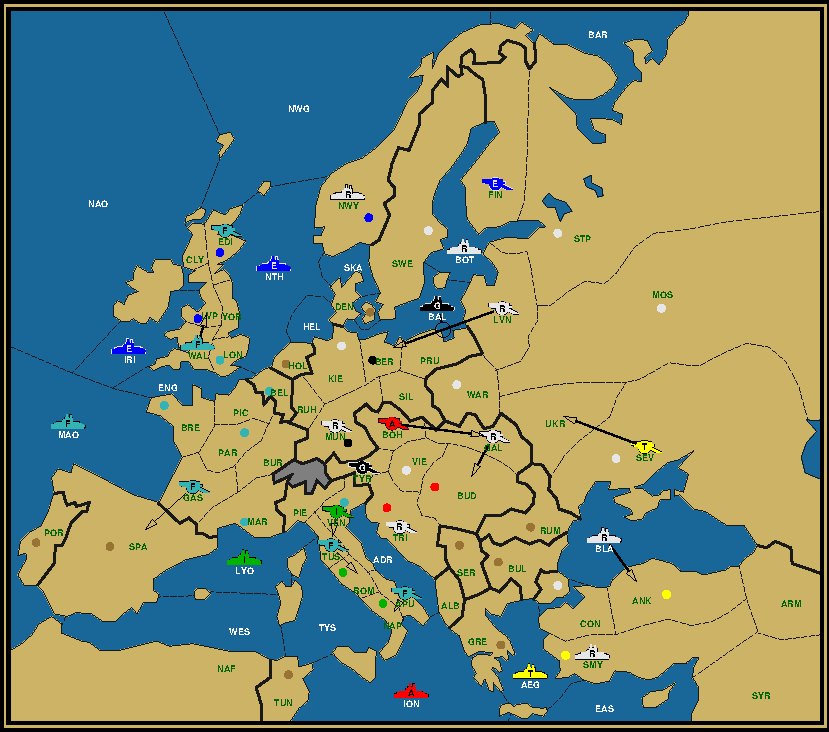 BAR
NWG
NAO
E
FIN
R
NWY
F
EDI
STP
CLY
R
BOT
SWE
SKA
E
NTH
MOS
G
BAL
DEN
R
LVN
LVP
YOR
HEL
F
WAL
LON
E
IRI
BER
PRU
HOL
KIE
ENG
BEL
SIL
WAR
RUH
PIC
F
MAO
BRE
UKR
A
BOH
R
MUN
R
GAL
T
SEV
PAR
BUR
VIE
G
TYR
F
GAS
BUD
PIE
I
VEN
MAR
R
TRI
RUM
POR
SPA
F
TUS
R
BLA
I
LYO
ADR
SER
BUL
ROM
F
APU
ANK
ARM
ALB
NAP
CON
WES
TYS
GRE
R
SMY
NAF
T
AEG
A
ION
TUN
EAS
SYR